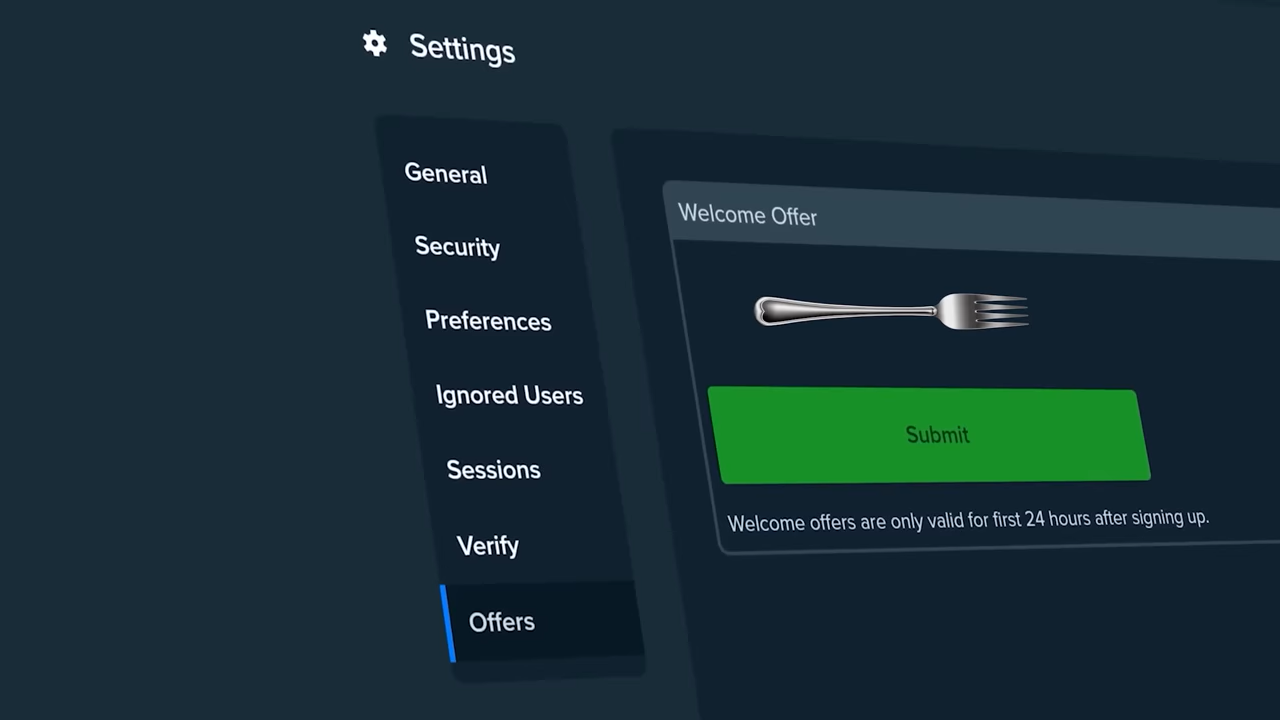 Settings
General
Security
Preferences
Ignored Users
Sessions
Verify
Offers
Welcome Offer
Submit
Welcome offers are only valid for first 24 hours after signing up.